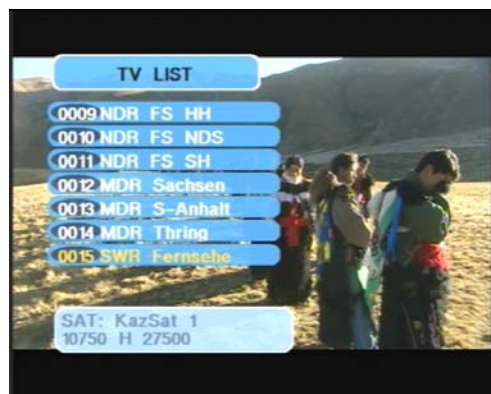 TV LIST
0009 NDR FS HH
0010 NDR FS NDS
0011 NDR FS SH
0012 MDR Sachsen
0013 MDR S-Anhalt
0014 MDR Thring
0015 SWR Fernsehe
SAT: KazSat 1
10750 H 27500